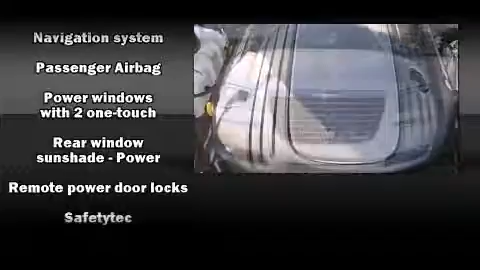 Navigation system
Passenger Airbag
Power windows
with 2 one-touch
Rear window
sunshade - Power
Remote power door locks
Safetytec